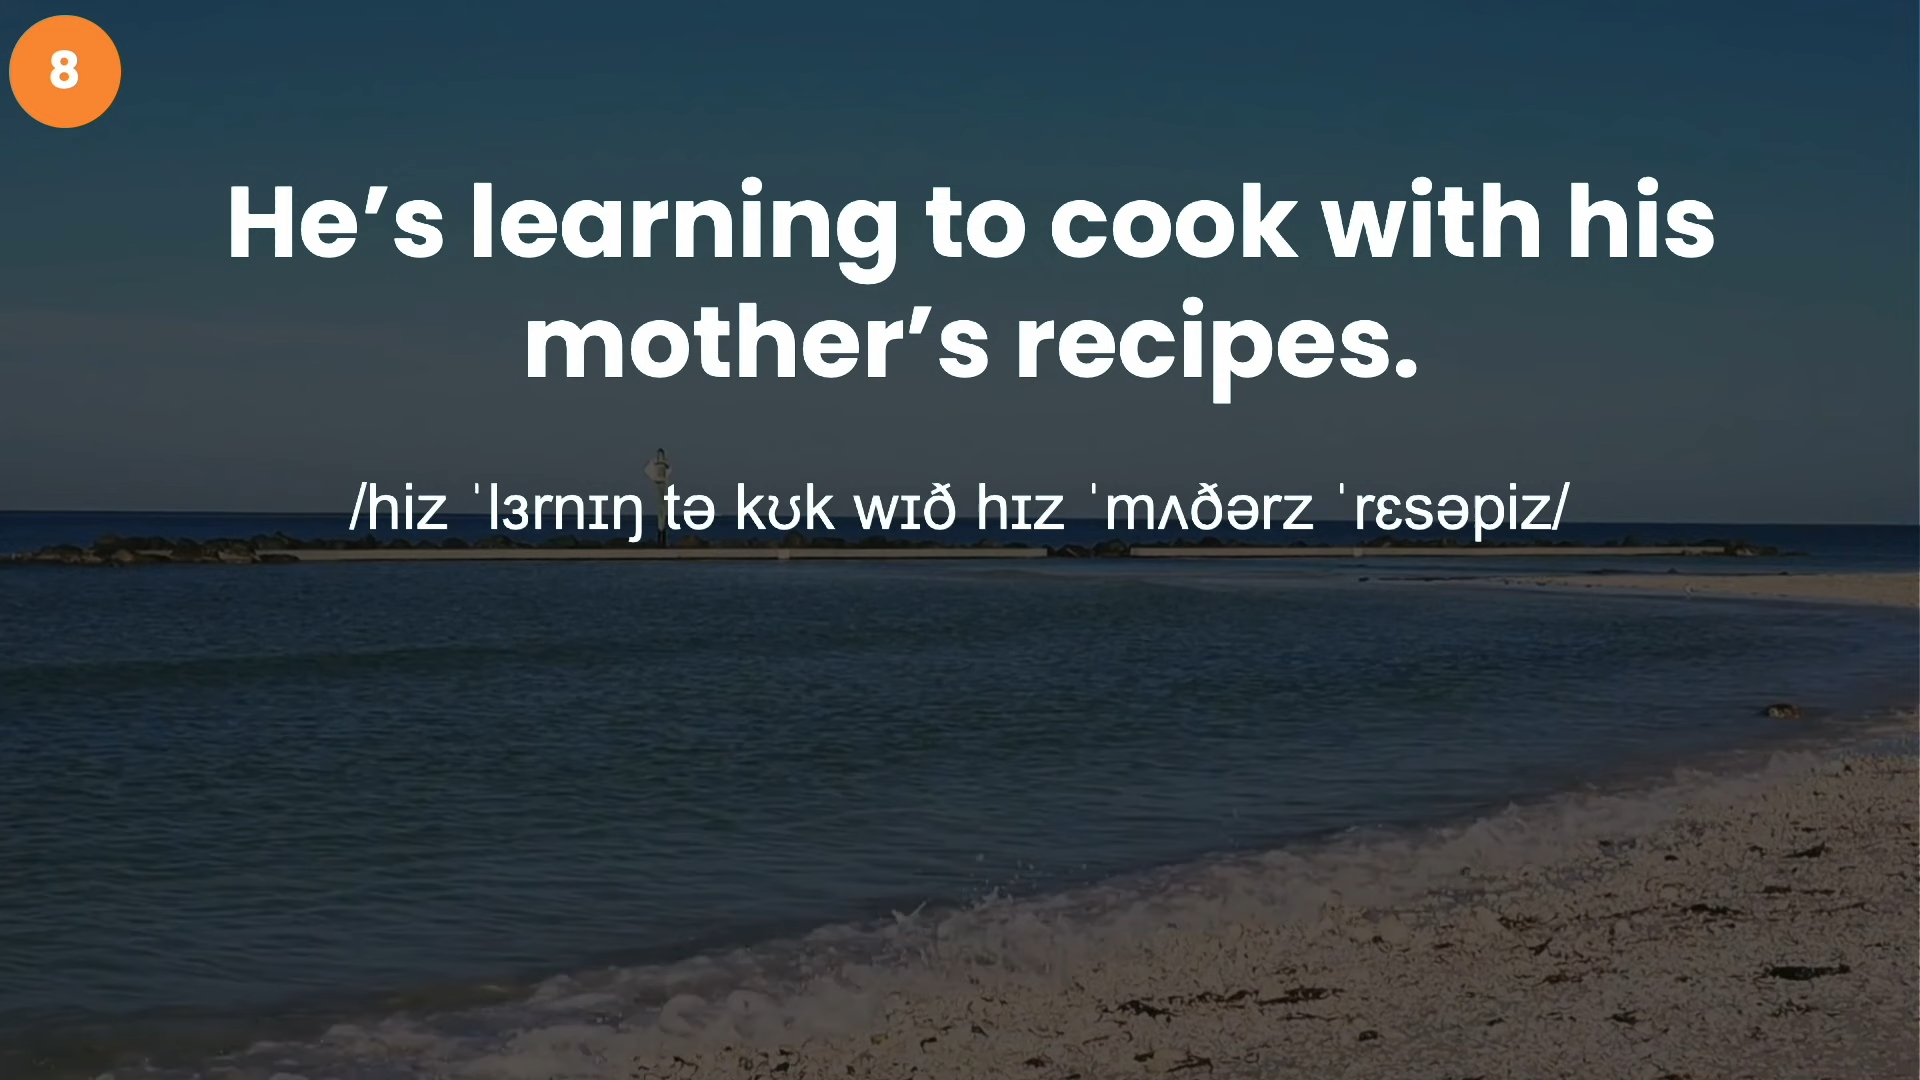 8
He’s learning to cook with his
mother’s recipes.
/hiz ˈlɜrnɪŋ tə kʊk wɪð hɪz ˈmʌðərz ˈrɛsəpiz/